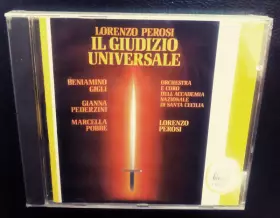 LORENZO PEROSI
IL GIUDIZIO
UNIVERSALE
BENIAMINO
GIGLI
GIANNA
PEDERZINI
MARCELLA
POBBE
ORCHESTRA
E CORO
DELL'ACCADEMIA
NAZIONALE
DI SANTA CECILIA
LORENZO
PEROSI